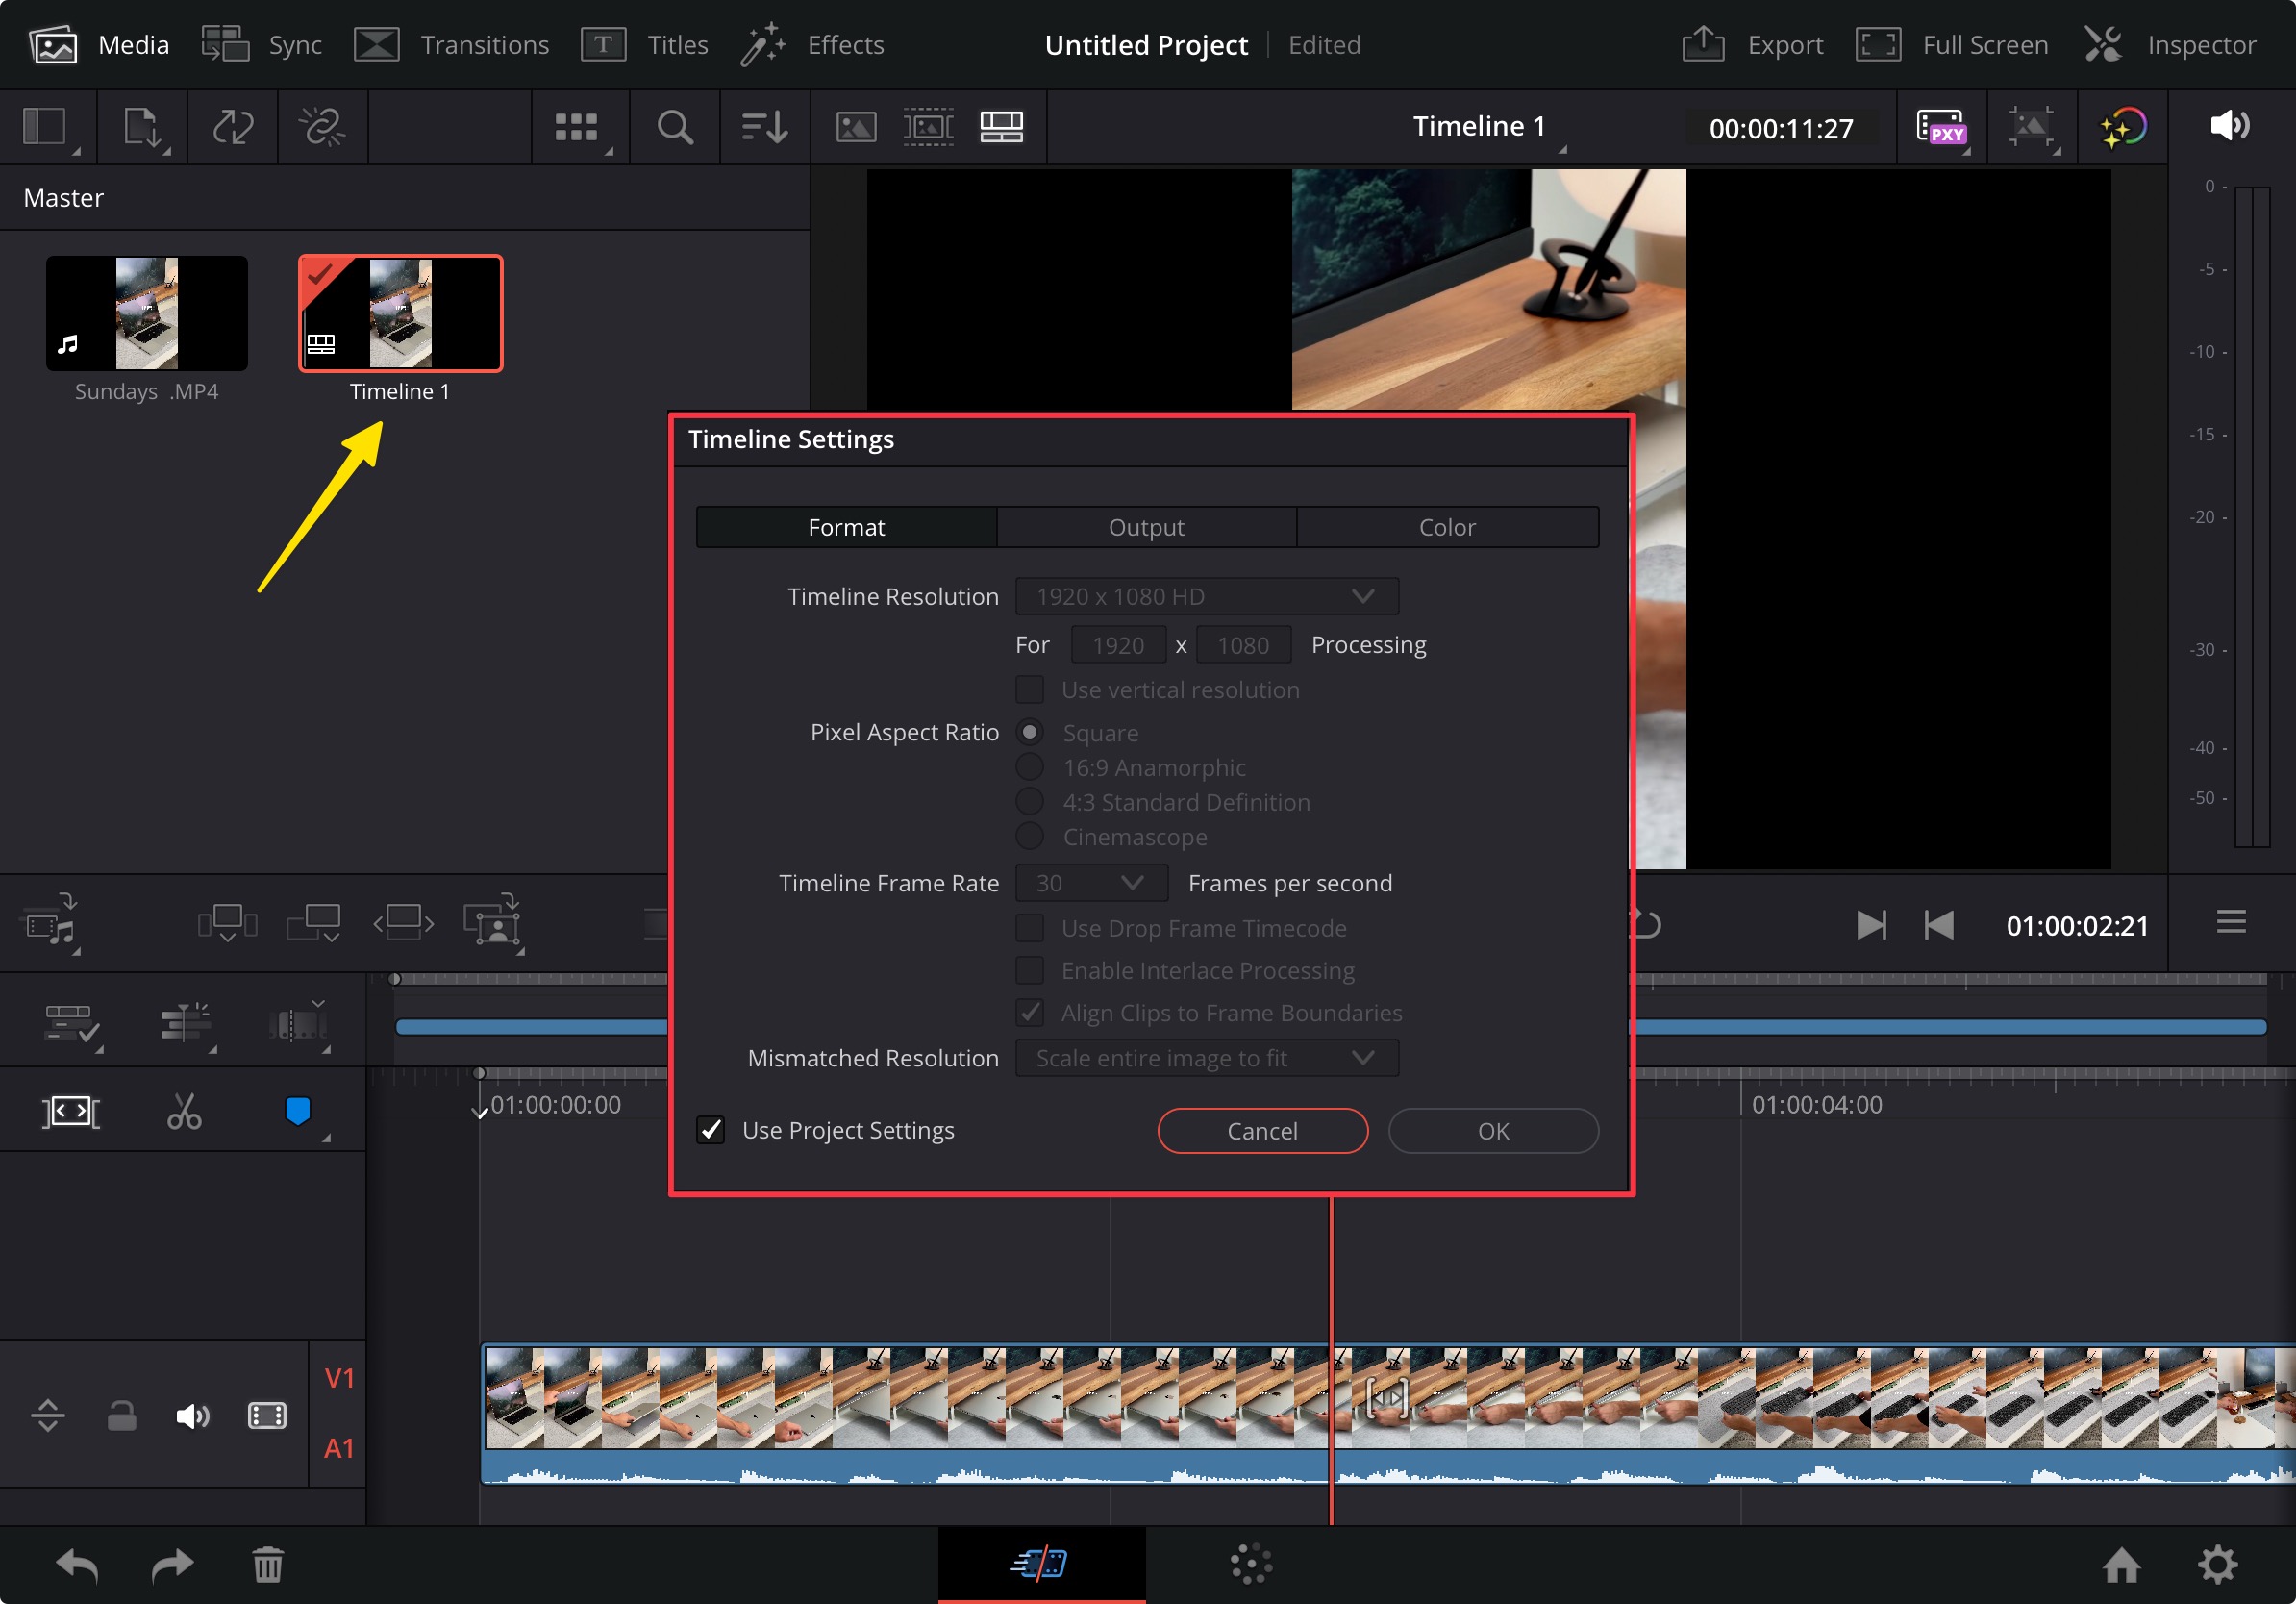 Media Sync Transitions Titles Effects Untitled Project Edited Export Full Screen Inspector
Timeline 1 00:00:11:27 PXY
Master
Sundays .MP4 Timeline 1
0
-5
-10
-15
-20
-30
-40
-50
Timeline Settings
Format Output Color
Timeline Resolution 1920 x 1080 HD
For 1920 x 1080 Processing
Use vertical resolution
Pixel Aspect Ratio Square
16:9 Anamorphic
4:3 Standard Definition
Cinemascope
Timeline Frame Rate 30 Frames per second
Use Drop Frame Timecode
Enable Interlace Processing
Align Clips to Frame Boundaries
Mismatched Resolution Scale entire image to fit
Use Project Settings Cancel OK
01:00:02:21
01:00:00:00 01:00:04:00
V1
A1